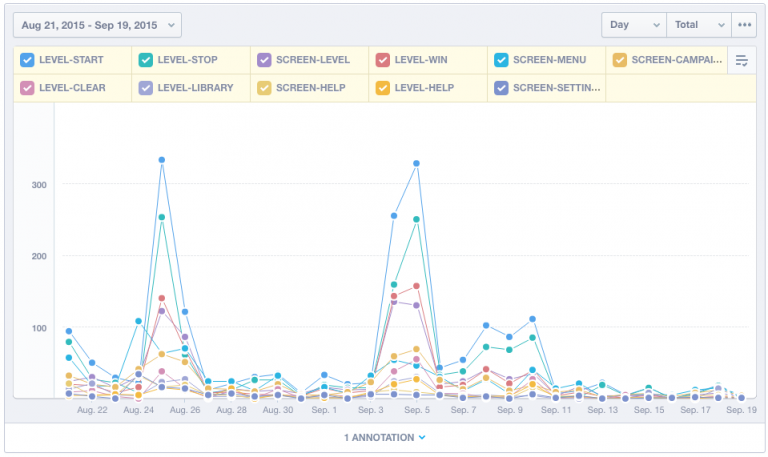 Aug 21, 2015 - Sep 19, 2015 Day Total
LEVEL-START LEVEL-STOP SCREEN-LEVEL LEVEL-WIN SCREEN-MENU SCREEN-CAMPAI...
LEVEL-CLEAR LEVEL-LIBRARY SCREEN-HELP LEVEL-HELP SCREEN-SETTIN...
300
200
100
Aug. 22 Aug. 24 Aug. 26 Aug. 28 Aug. 30 Sep. 1 Sep. 3 Sep. 5 Sep. 7 Sep. 9 Sep. 11 Sep. 13 Sep. 15 Sep. 17 Sep. 19
1 ANNOTATION